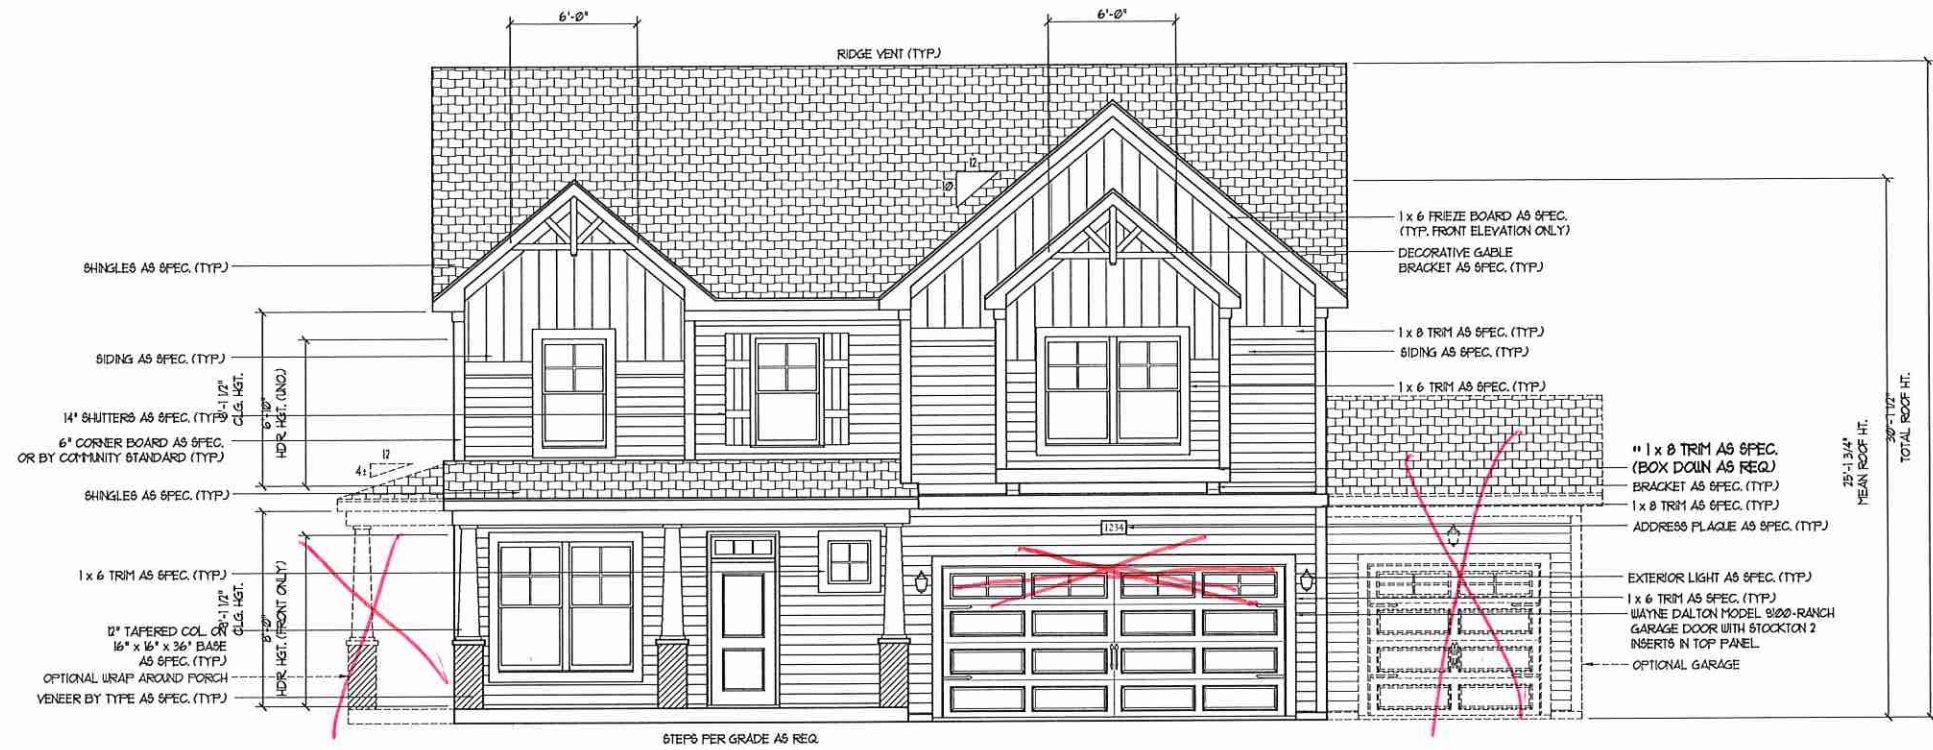 6'-0"
6'-0"
RIDGE VENT (TYP.)
12
10
1 x 6 FRIEZE BOARD AS SPEC.
(TYP. FRONT ELEVATION ONLY)
DECORATIVE GABLE
BRACKET AS SPEC. (TYP.)
SHINGLES AS SPEC. (TYP.)
1 x 8 TRIM AS SPEC. (TYP.)
SIDING AS SPEC. (TYP.)
SIDING AS SPEC. (TYP.)
1 x 6 TRIM AS SPEC. (TYP.)
CLG. HGT.
6'-10"
HDR. HGT. (UNO.)
14" SHUTTERS AS SPEC. (TYP.)
6" CORNER BOARD AS SPEC.
OR BY COMMUNITY STANDARD (TYP.)
12
4:
SHINGLES AS SPEC. (TYP.)
25'-1 3/4"
MEAN ROOF HT.
30'-1 1/2"
TOTAL ROOF HT.
" 1 x 8 TRIM AS SPEC.
(BOX DOWN AS REQ.)
BRACKET AS SPEC. (TYP.)
1 x 8 TRIM AS SPEC. (TYP.)
1234
ADDRESS PLAQUE AS SPEC. (TYP.)
1 x 6 TRIM AS SPEC. (TYP.)
CLG. HGT.
8'-0"
HDR. HGT. (FRONT ONLY)
EXTERIOR LIGHT AS SPEC. (TYP.)
1 x 6 TRIM AS SPEC. (TYP.)
WAYNE DALTON MODEL 9100-RANCH
GARAGE DOOR WITH STOCKTON 2
INSERTS IN TOP PANEL.
OPTIONAL GARAGE
12" TAPERED COL. ON
16" x 16" x 36" BASE
AS SPEC. (TYP.)
OPTIONAL WRAP AROUND PORCH
VENEER BY TYPE AS SPEC. (TYP.)
STEPS PER GRADE AS REQ.